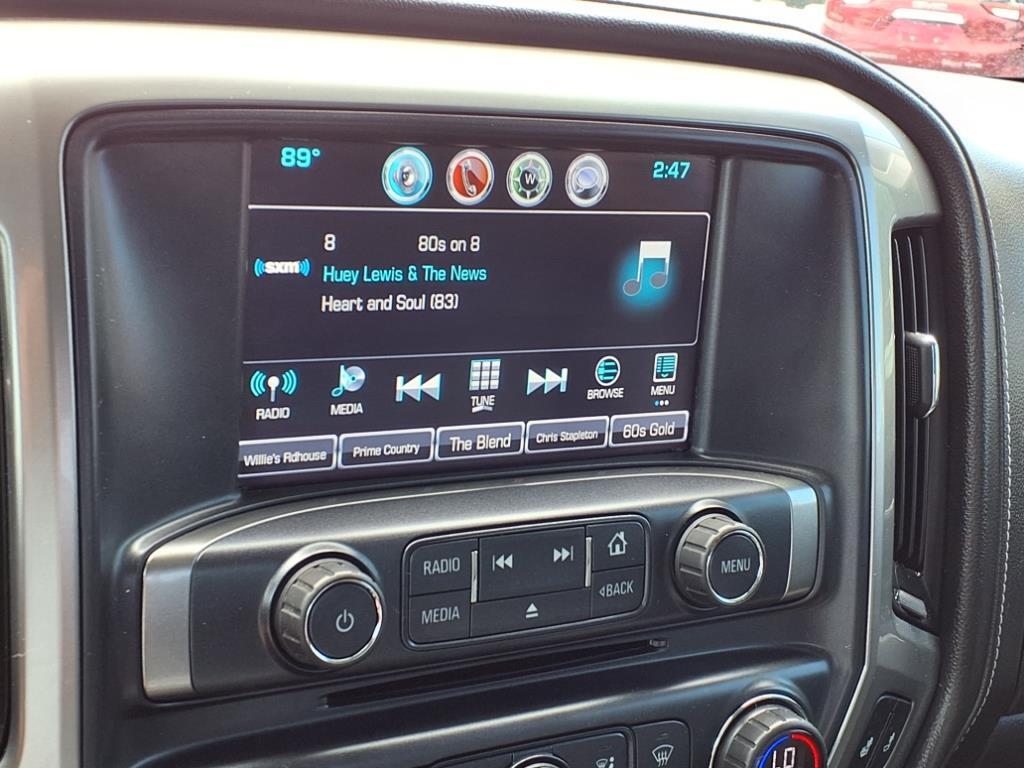 89° W 2:47
8 80s on 8
((sxm))
Huey Lewis & The News
Heart and Soul (83)
RADIO MEDIA TUNE BROWSE MENU
Willie's Rdhouse Prime Country The Blend Chris Stapleton 60s Gold
RADIO
MEDIA
BACK
MENU
LO